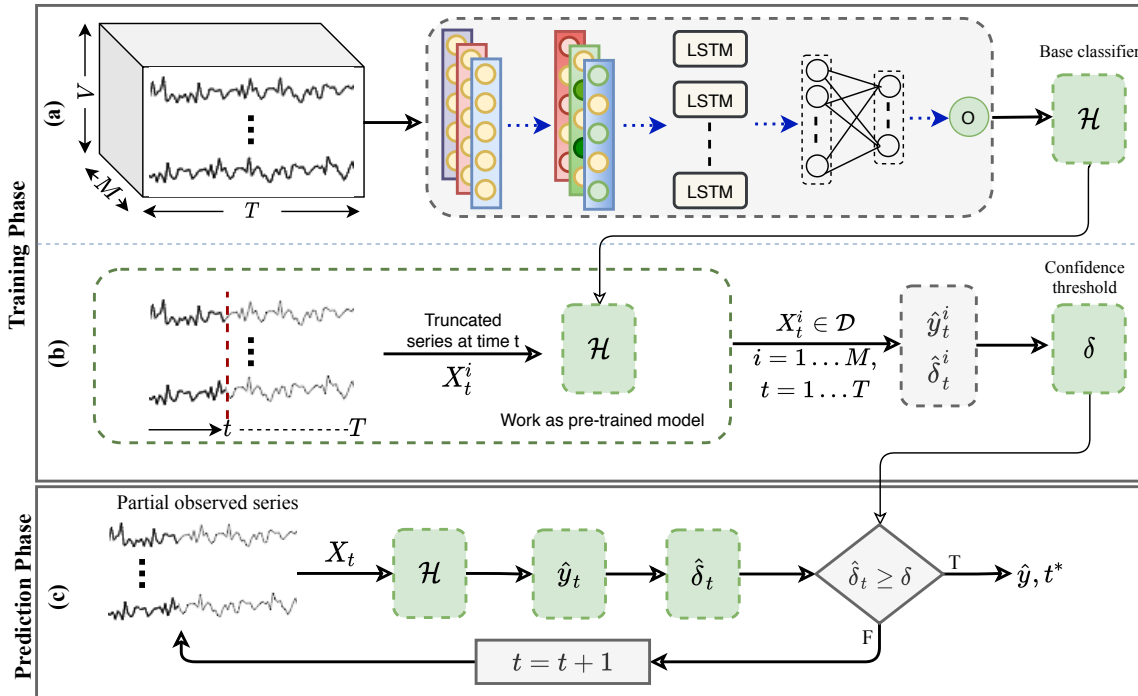 Training Phase
(a)
V
M
T
LSTM
LSTM
LSTM
O
Base classifier
ℋ
(b)
t
T
Truncated
series at time t
X_t^i
ℋ
Work as pre-trained model
X_t^i ∈ 𝒟
i = 1 … M,
t = 1 … T
ŷ_t^i
δ̂_t^i
Confidence
threshold
δ
Prediction Phase
(c)
Partial observed series
X_t
ℋ
ŷ_t
δ̂_t
δ̂_t ≥ δ
T
ŷ, t*
F
t = t + 1